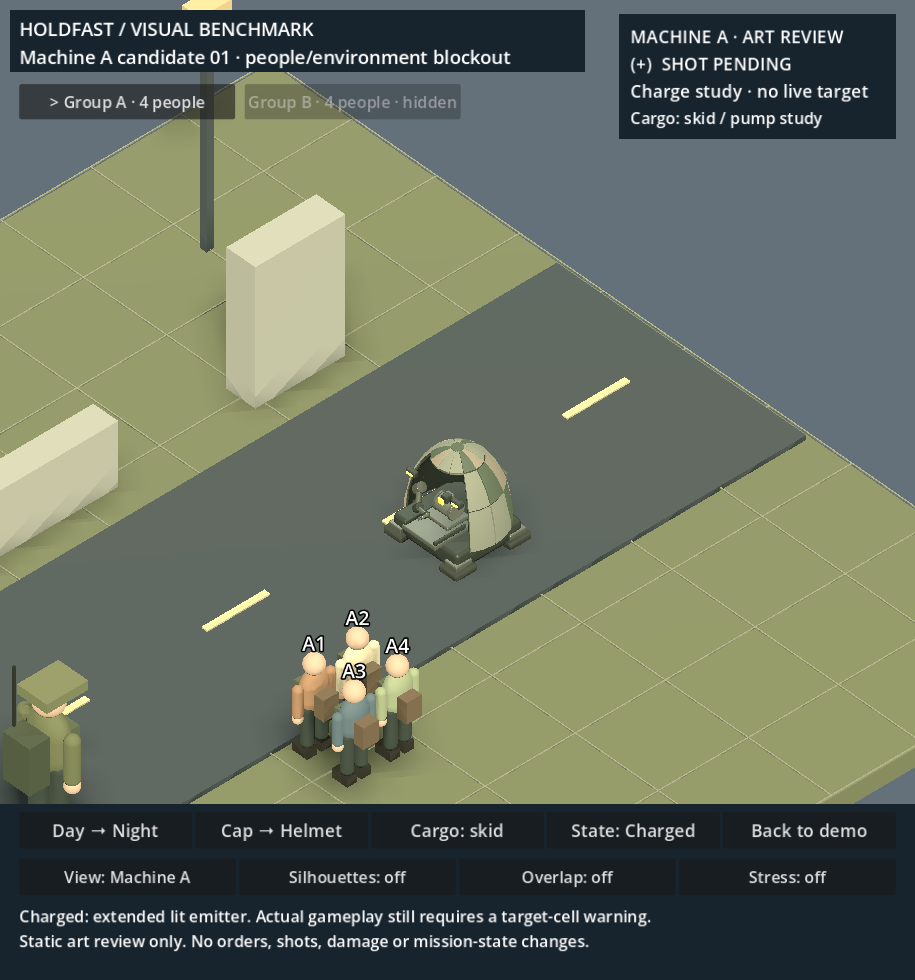 HOLDFAST / VISUAL BENCHMARK
Machine A candidate 01 · people/environment blockout
> Group A · 4 people
Group B · 4 people · hidden
MACHINE A · ART REVIEW
(+) SHOT PENDING
Charge study · no live target
Cargo: skid / pump study
A1
A2
A3
A4
Day → Night
Cap → Helmet
Cargo: skid
State: Charged
Back to demo
View: Machine A
Silhouettes: off
Overlap: off
Stress: off
Charged: extended lit emitter. Actual gameplay still requires a target-cell warning.
Static art review only. No orders, shots, damage or mission-state changes.